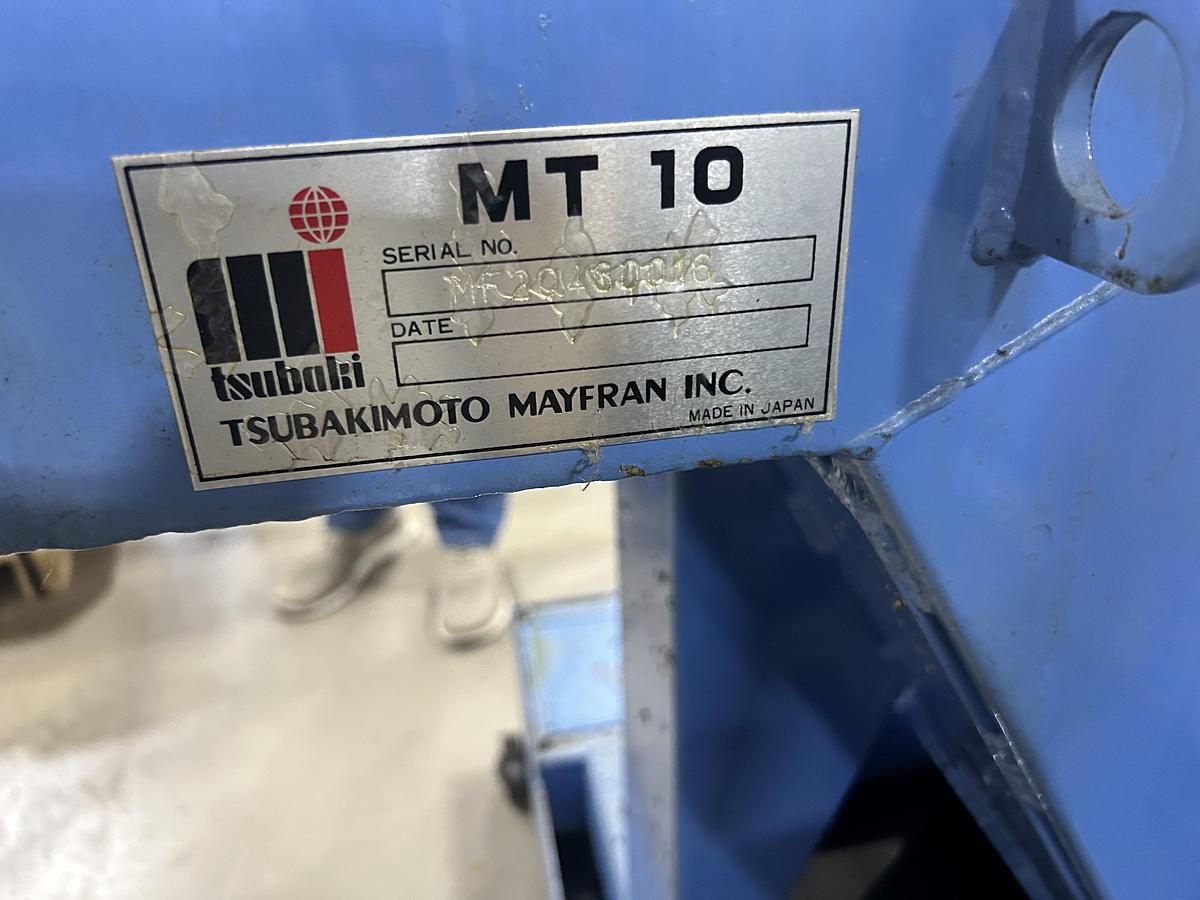 MT 10
SERIAL NO.
DATE
tsubaki
TSUBAKIMOTO MAYFRAN INC.
MADE IN JAPAN